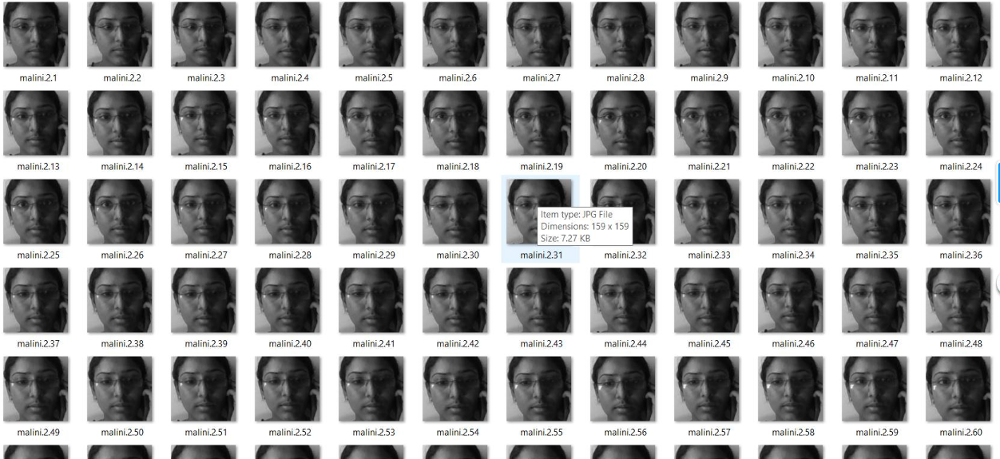 malini.2.1 malini.2.2 malini.2.3 malini.2.4 malini.2.5 malini.2.6 malini.2.7 malini.2.8 malini.2.9 malini.2.10 malini.2.11 malini.2.12
malini.2.13 malini.2.14 malini.2.15 malini.2.16 malini.2.17 malini.2.18 malini.2.19 malini.2.20 malini.2.21 malini.2.22 malini.2.23 malini.2.24
Item type: JPG File
Dimensions: 159 x 159
Size: 7.27 KB
malini.2.25 malini.2.26 malini.2.27 malini.2.28 malini.2.29 malini.2.30 malini.2.31 malini.2.32 malini.2.33 malini.2.34 malini.2.35 malini.2.36
malini.2.37 malini.2.38 malini.2.39 malini.2.40 malini.2.41 malini.2.42 malini.2.43 malini.2.44 malini.2.45 malini.2.46 malini.2.47 malini.2.48
malini.2.49 malini.2.50 malini.2.51 malini.2.52 malini.2.53 malini.2.54 malini.2.55 malini.2.56 malini.2.57 malini.2.58 malini.2.59 malini.2.60